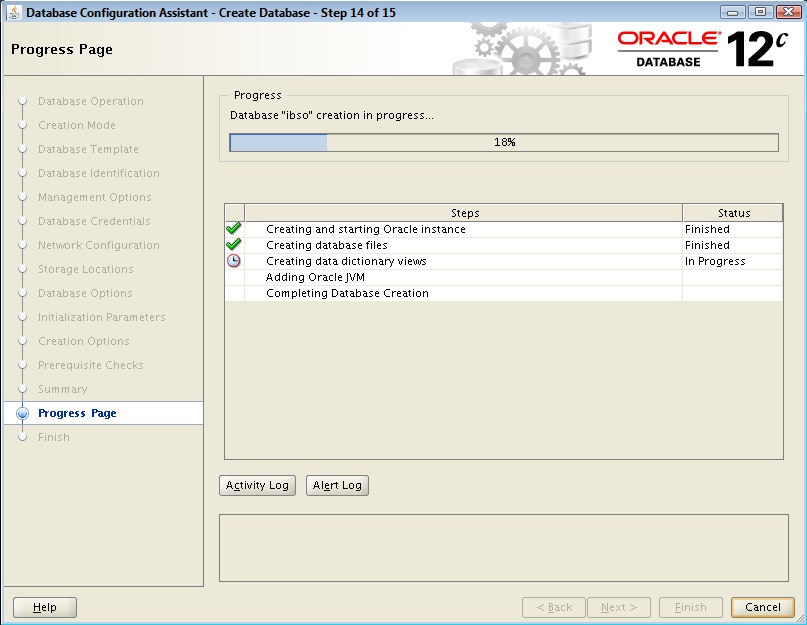 Database Configuration Assistant - Create Database - Step 14 of 15
Progress Page
ORACLE®
DATABASE
12c
Database Operation
Creation Mode
Database Template
Database Identification
Management Options
Database Credentials
Network Configuration
Storage Locations
Database Options
Initialization Parameters
Creation Options
Prerequisite Checks
Summary
Progress Page
Finish
Progress
Database "ibso" creation in progress...
18%
Steps Status
Creating and starting Oracle instance Finished
Creating database files Finished
Creating data dictionary views In Progress
Adding Oracle JVM
Completing Database Creation
Activity Log Alert Log
Help < Back Next > Finish Cancel